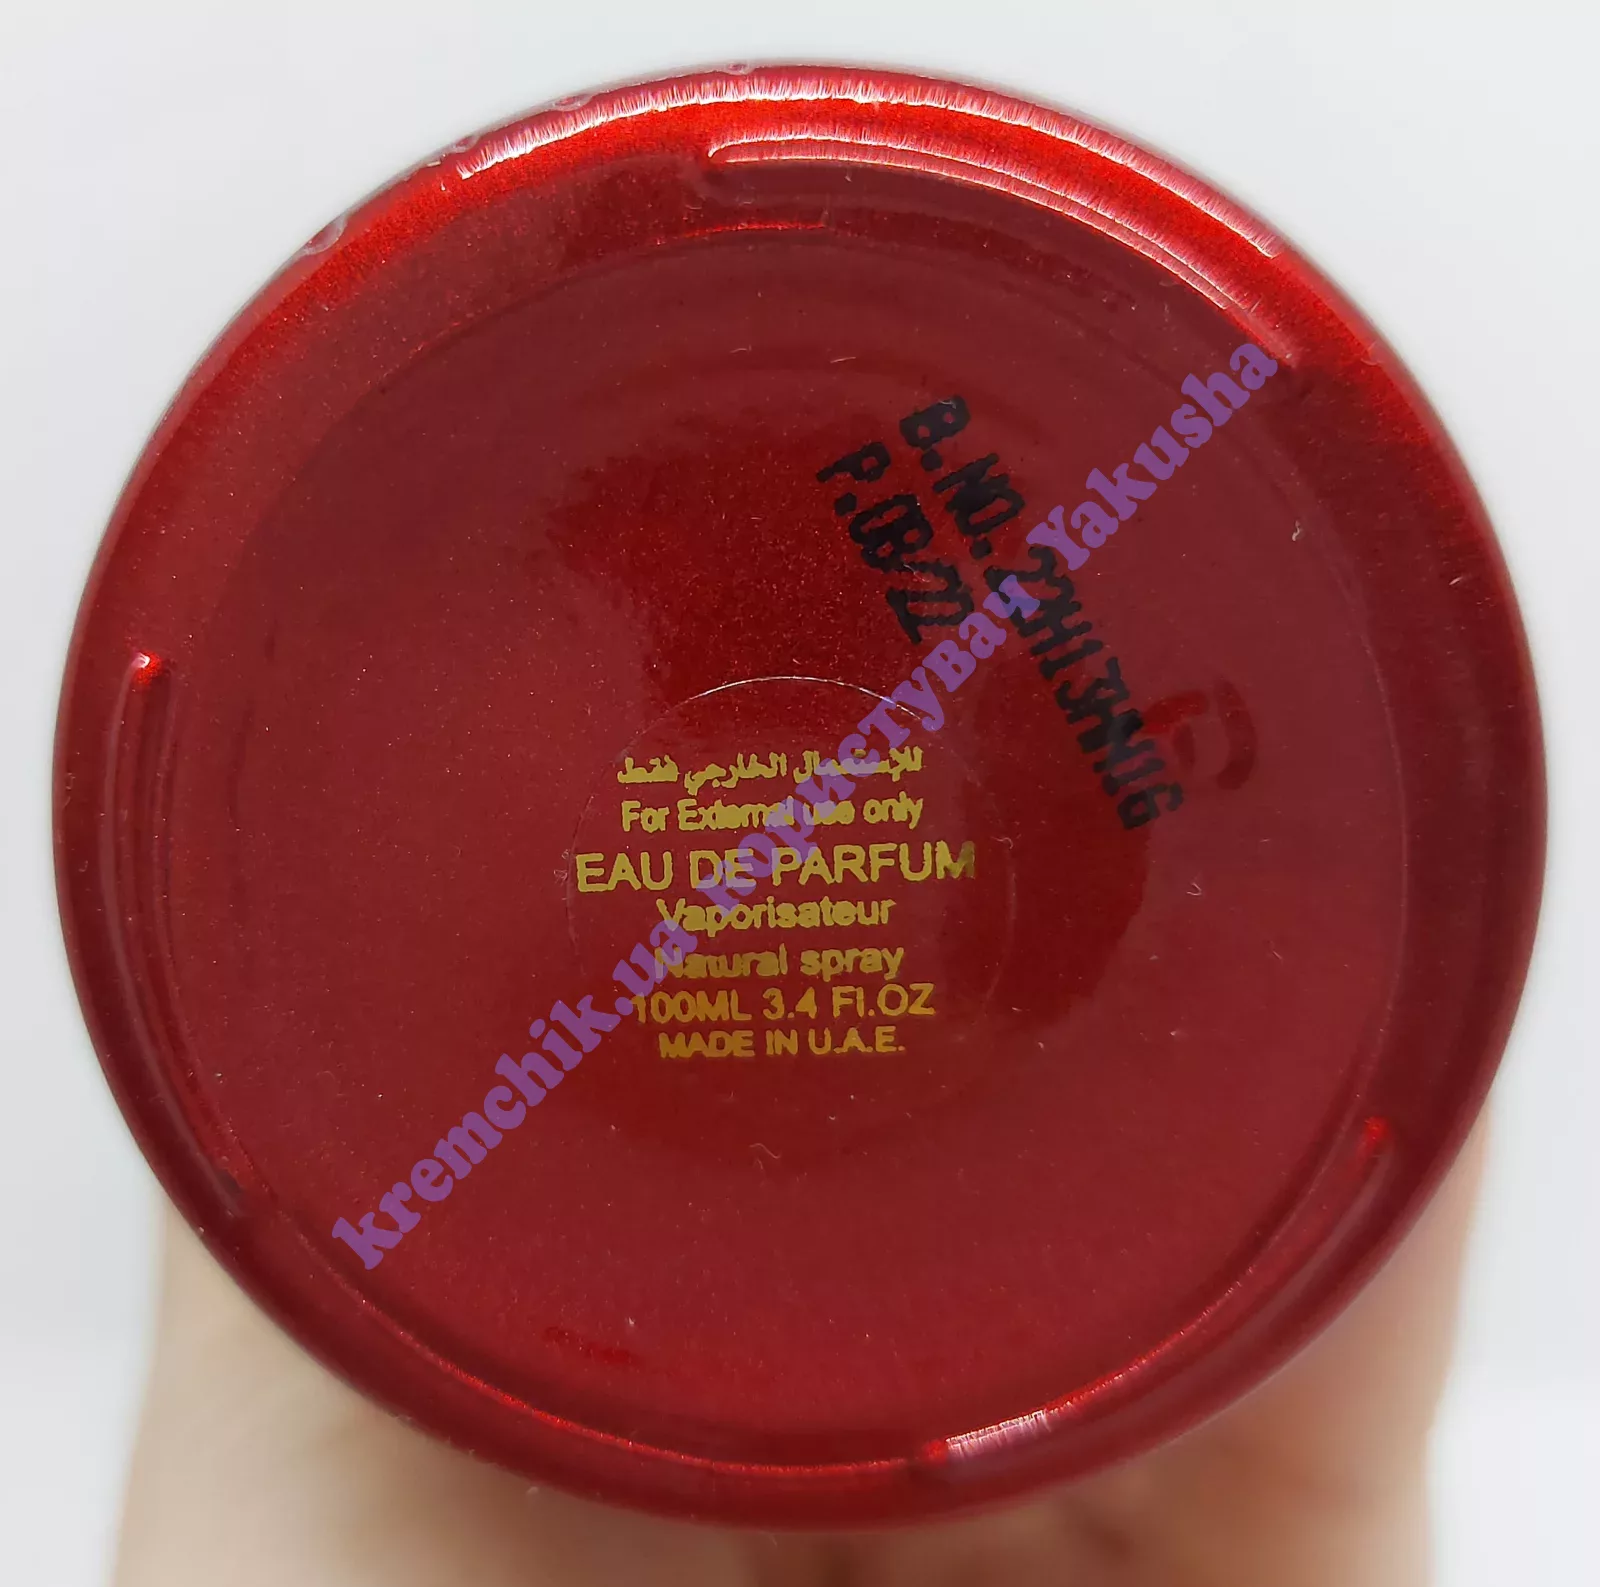 B.NO. 22H137HN1G
P.08/22
للإستعمال الخارجي فقط
For External use only
EAU DE PARFUM
Vaporisateur
Natural spray
100ML 3.4 Fl.OZ
MADE IN U.A.E.
kremchik.ua КорисТуВач Yakusha